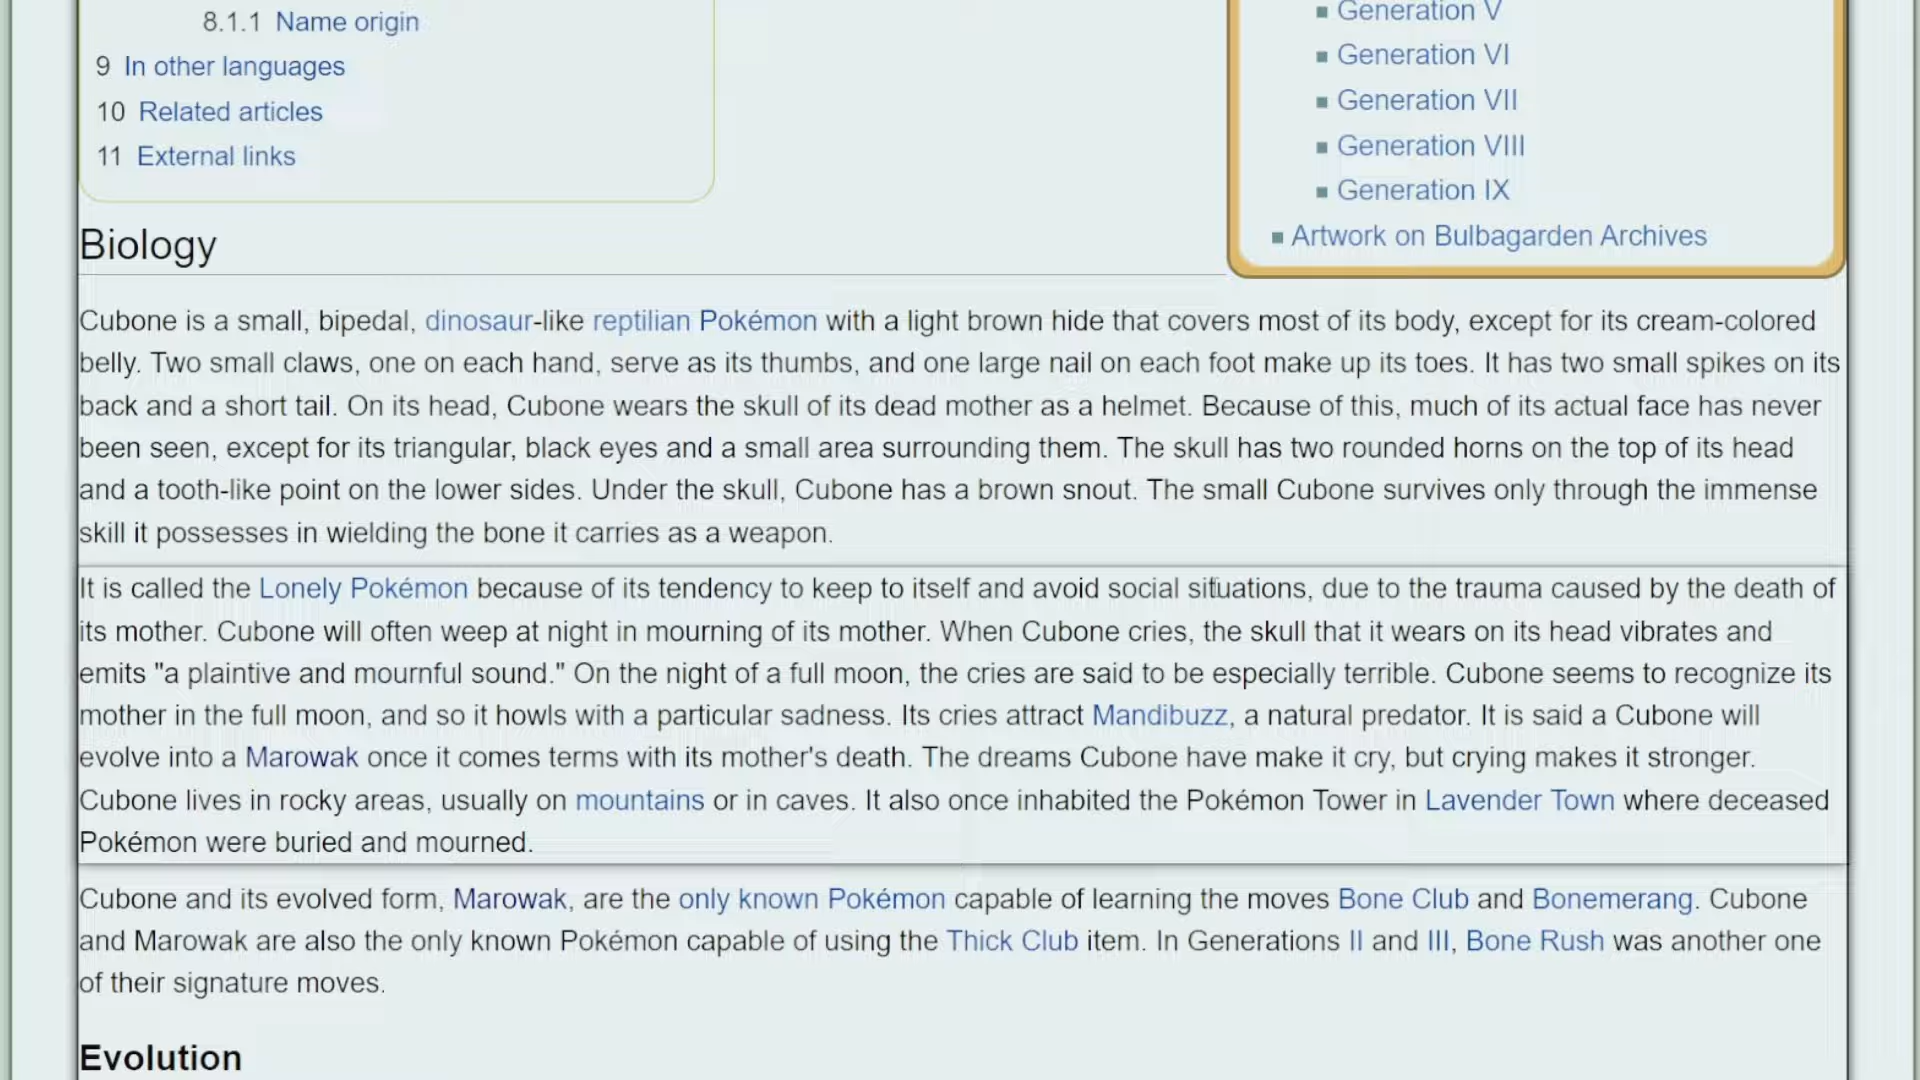 8.1.1 Name origin
9 In other languages
10 Related articles
11 External links
Generation V
Generation VI
Generation VII
Generation VIII
Generation IX
Artwork on Bulbagarden Archives
Biology
Cubone is a small, bipedal, dinosaur-like reptilian Pokémon with a light brown hide that covers most of its body, except for its cream-colored
belly. Two small claws, one on each hand, serve as its thumbs, and one large nail on each foot make up its toes. It has two small spikes on its
back and a short tail. On its head, Cubone wears the skull of its dead mother as a helmet. Because of this, much of its actual face has never
been seen, except for its triangular, black eyes and a small area surrounding them. The skull has two rounded horns on the top of its head
and a tooth-like point on the lower sides. Under the skull, Cubone has a brown snout. The small Cubone survives only through the immense
skill it possesses in wielding the bone it carries as a weapon.
It is called the Lonely Pokémon because of its tendency to keep to itself and avoid social situations, due to the trauma caused by the death of
its mother. Cubone will often weep at night in mourning of its mother. When Cubone cries, the skull that it wears on its head vibrates and
emits "a plaintive and mournful sound." On the night of a full moon, the cries are said to be especially terrible. Cubone seems to recognize its
mother in the full moon, and so it howls with a particular sadness. Its cries attract Mandibuzz, a natural predator. It is said a Cubone will
evolve into a Marowak once it comes terms with its mother's death. The dreams Cubone have make it cry, but crying makes it stronger.
Cubone lives in rocky areas, usually on mountains or in caves. It also once inhabited the Pokémon Tower in Lavender Town where deceased
Pokémon were buried and mourned.
Cubone and its evolved form, Marowak, are the only known Pokémon capable of learning the moves Bone Club and Bonemerang. Cubone
and Marowak are also the only known Pokémon capable of using the Thick Club item. In Generations II and III, Bone Rush was another one
of their signature moves.
Evolution